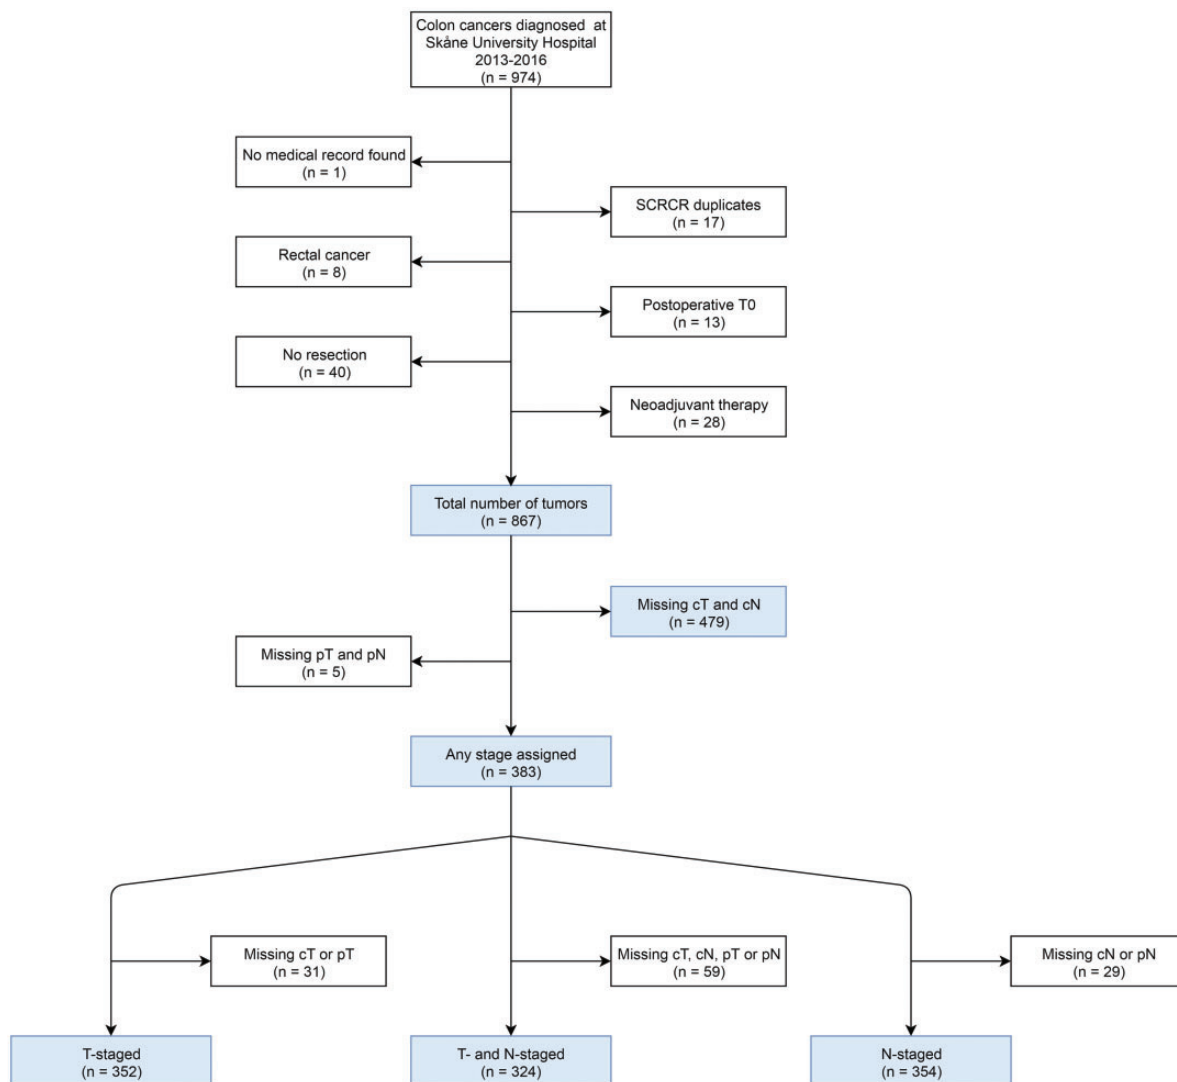 Colon cancers diagnosed at
Skåne University Hospital
2013-2016
(n = 974)
No medical record found
(n = 1)
SCRCR duplicates
(n = 17)
Rectal cancer
(n = 8)
Postoperative T0
(n = 13)
No resection
(n = 40)
Neoadjuvant therapy
(n = 28)
Total number of tumors
(n = 867)
Missing cT and cN
(n = 479)
Missing pT and pN
(n = 5)
Any stage assigned
(n = 383)
Missing cT or pT
(n = 31)
Missing cT, cN, pT or pN
(n = 59)
Missing cN or pN
(n = 29)
T-staged
(n = 352)
T- and N-staged
(n = 324)
N-staged
(n = 354)